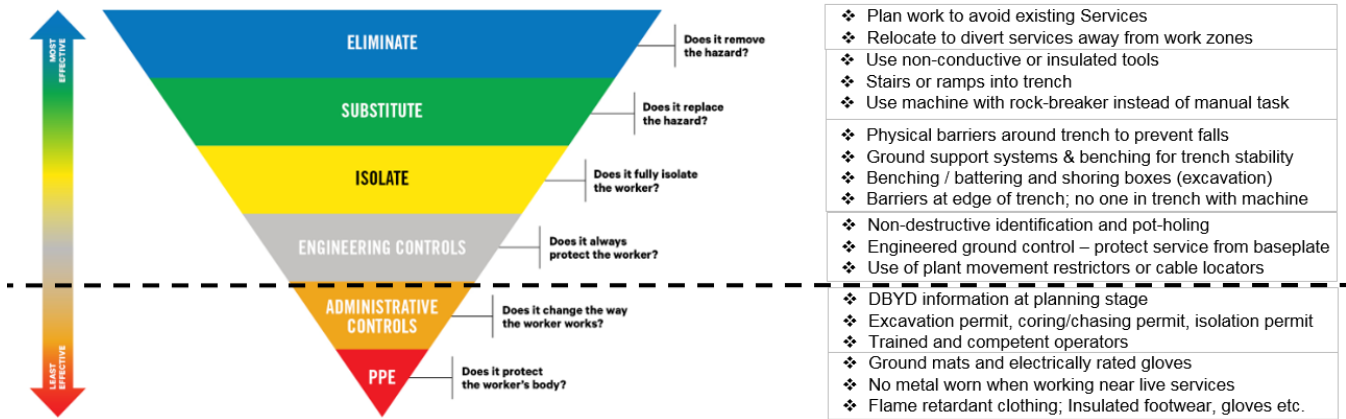 MOST
EFFECTIVE
LEAST
EFFECTIVE
ELIMINATE
Does it remove
the hazard?
SUBSTITUTE
Does it replace
the hazard?
ISOLATE
Does it fully isolate
the worker?
ENGINEERING CONTROLS
Does it always
protect the worker?
ADMINISTRATIVE
CONTROLS
Does it change the way
the worker works?
PPE
Does it protect
the worker's body?
❖ Plan work to avoid existing Services
❖ Relocate to divert services away from work zones
❖ Use non-conductive or insulated tools
❖ Stairs or ramps into trench
❖ Use machine with rock-breaker instead of manual task
❖ Physical barriers around trench to prevent falls
❖ Ground support systems & benching for trench stability
❖ Benching / battering and shoring boxes (excavation)
❖ Barriers at edge of trench; no one in trench with machine
❖ Non-destructive identification and pot-holing
❖ Engineered ground control – protect service from baseplate
❖ Use of plant movement restrictors or cable locators
❖ DBYD information at planning stage
❖ Excavation permit, coring/chasing permit, isolation permit
❖ Trained and competent operators
❖ Ground mats and electrically rated gloves
❖ No metal worn when working near live services
❖ Flame retardant clothing; Insulated footwear, gloves etc.